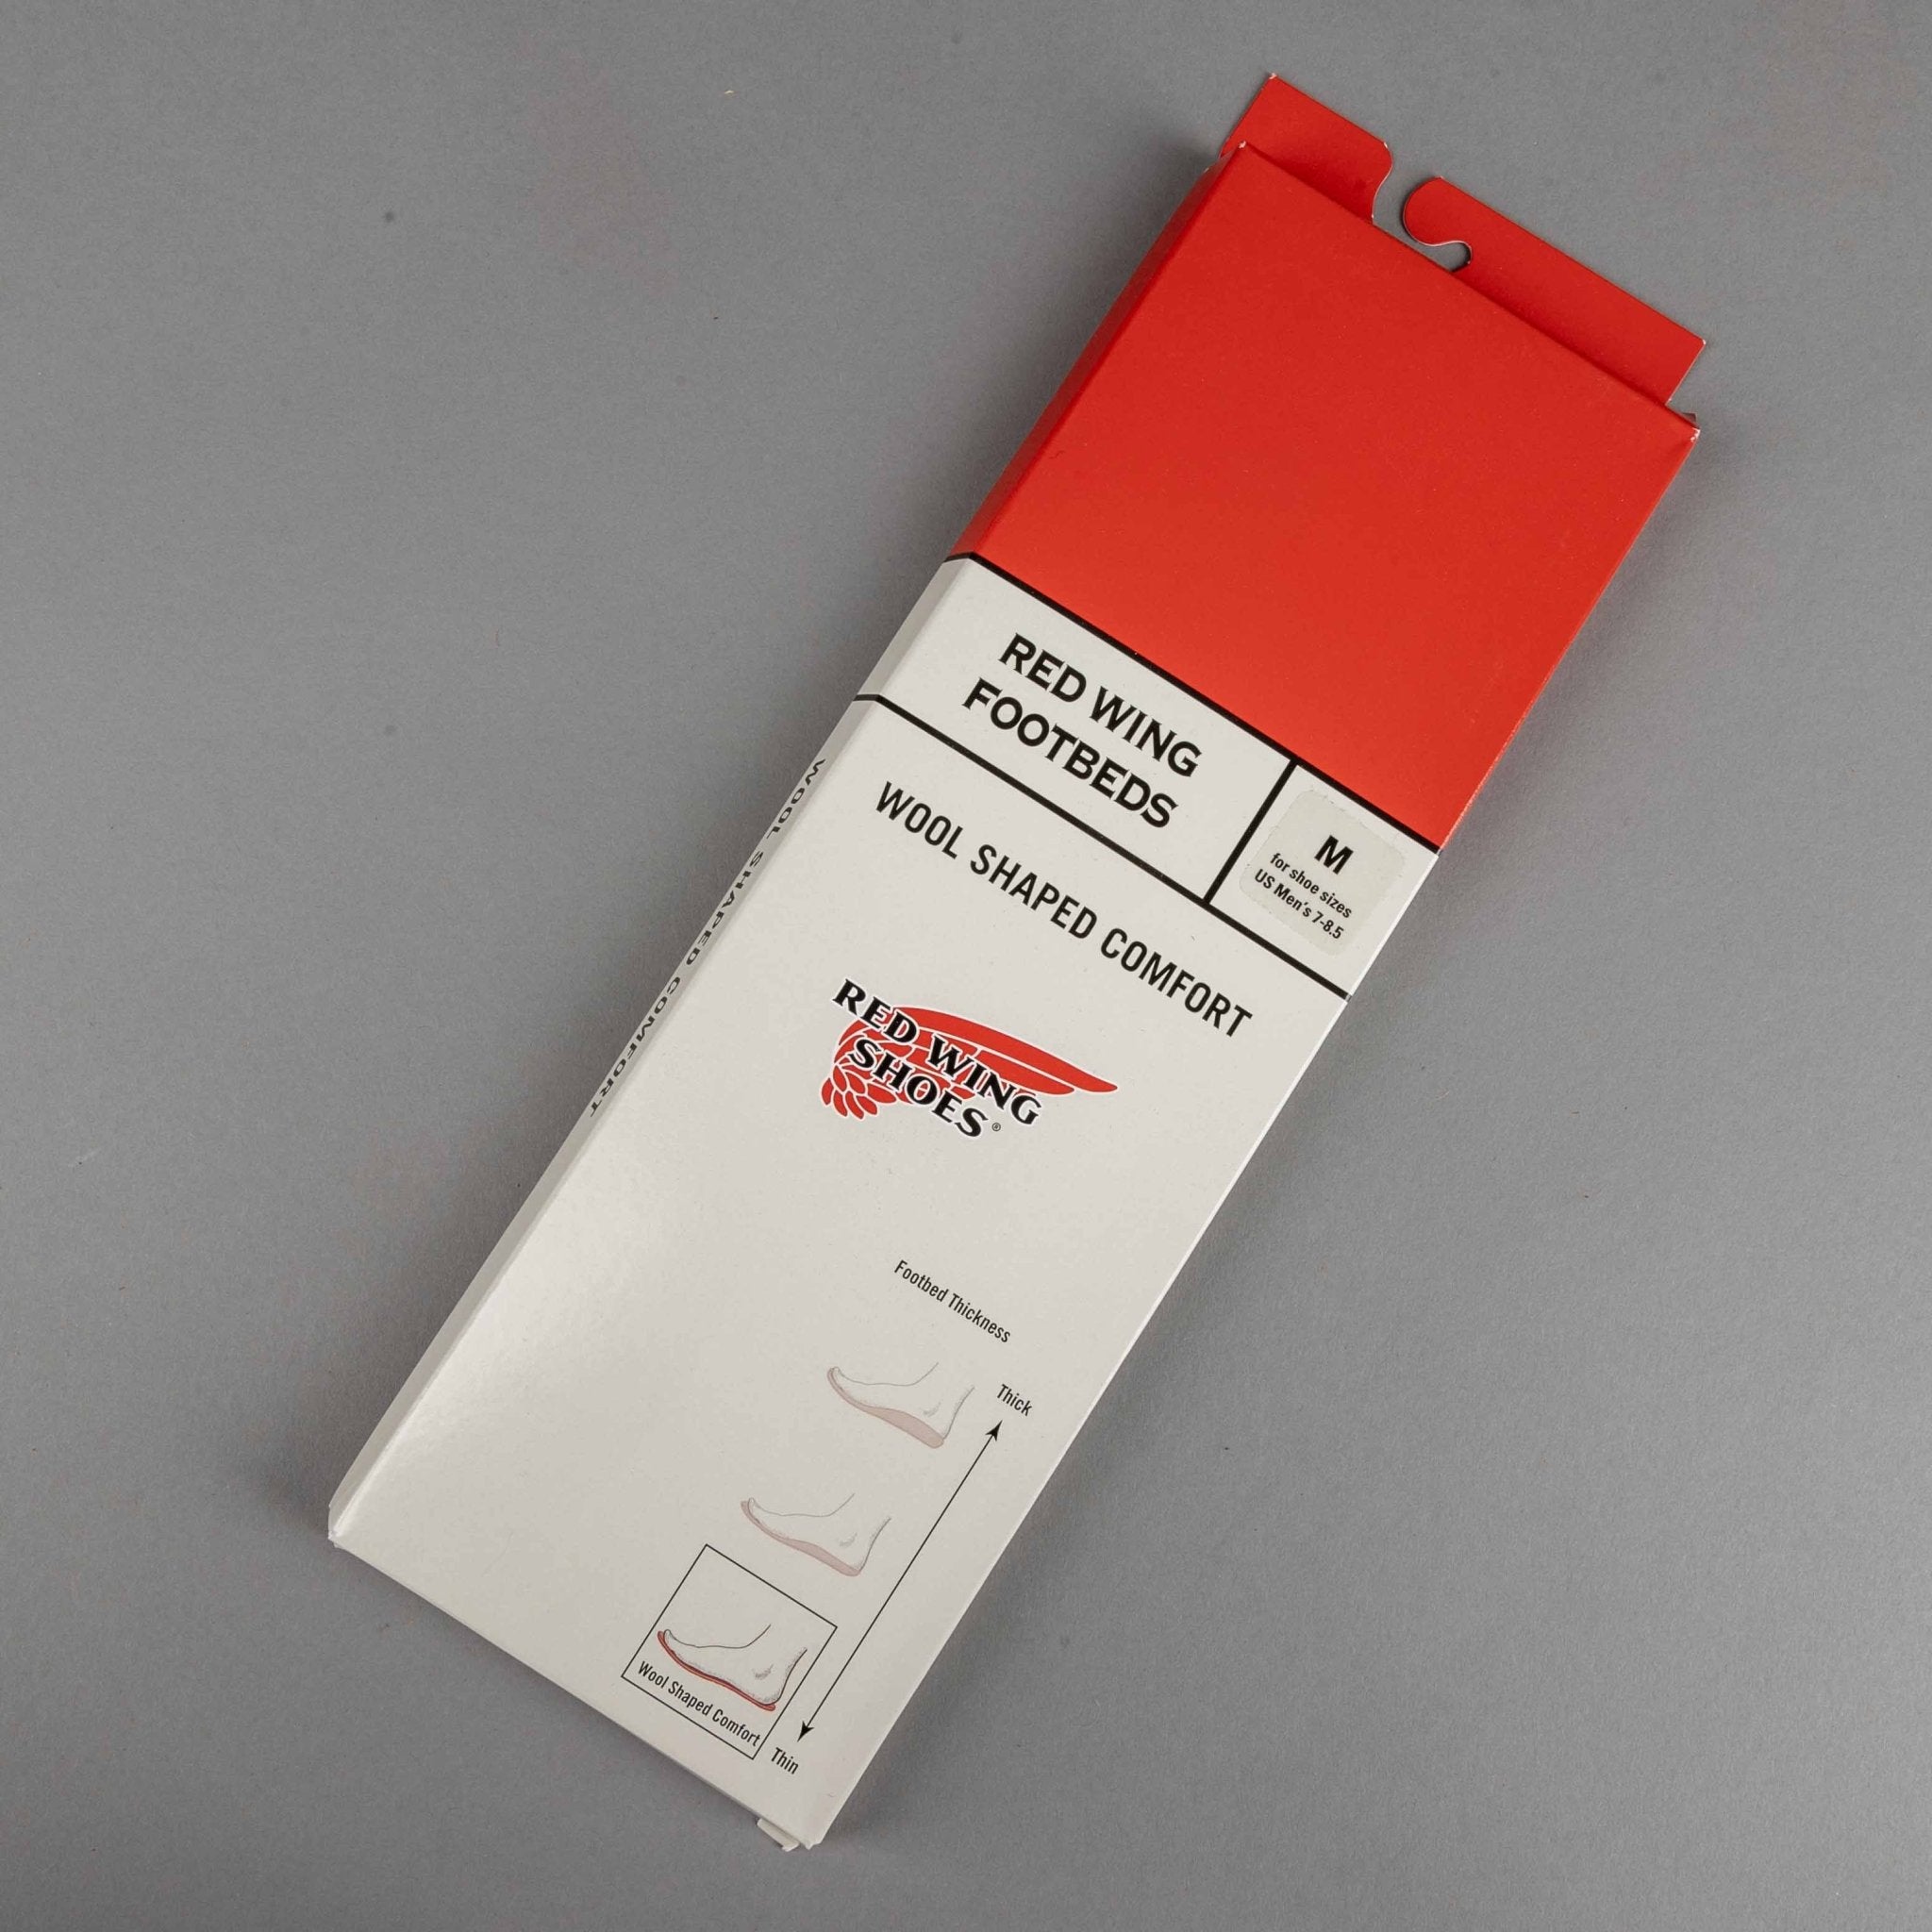 RED WING
FOOTBEDS
M
for shoe sizes
US Men's 7-8.5
WOOL SHAPED COMFORT
WOOL SHAPED COMFORT
RED WING
SHOES®
Footbed Thickness
Thick
Wool Shaped Comfort
Thin